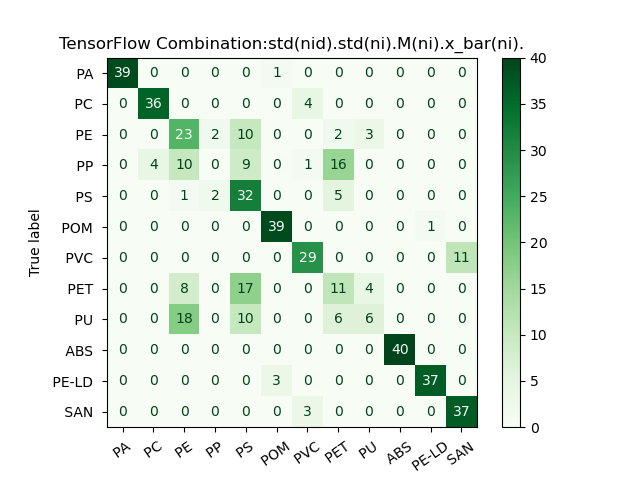 TensorFlow Combination:std(nid).std(ni).M(ni).x_bar(ni).
PA 39 0 0 0 0 1 0 0 0 0 0 0
PC 0 36 0 0 0 0 4 0 0 0 0 0
PE 0 0 23 2 10 0 0 2 3 0 0 0
PP 0 4 10 0 9 0 1 16 0 0 0 0
PS 0 0 1 2 32 0 0 5 0 0 0 0
POM 0 0 0 0 0 39 0 0 0 0 1 0
PVC 0 0 0 0 0 0 29 0 0 0 0 11
PET 0 0 8 0 17 0 0 11 4 0 0 0
PU 0 0 18 0 10 0 0 6 6 0 0 0
ABS 0 0 0 0 0 0 0 0 0 40 0 0
PE-LD 0 0 0 0 0 3 0 0 0 0 37 0
SAN 0 0 0 0 0 0 3 0 0 0 0 37
PA PC PE PP PS POM PVC PET PU ABS PE-LD SAN
True label
40
35
30
25
20
15
10
5
0